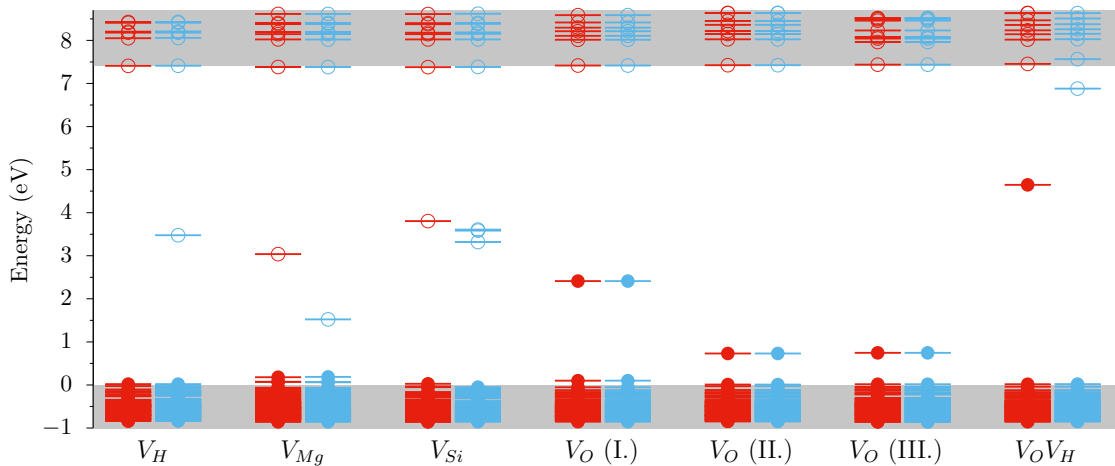 8
7
6
5
4
3
2
1
0
−1
Energy (eV)
V_H
V_Mg
V_Si
V_O (I.)
V_O (II.)
V_O (III.)
V_OV_H